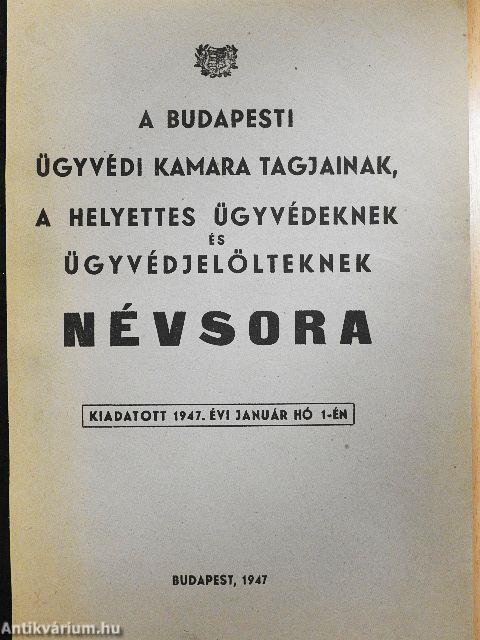 A BUDAPESTI
ÜGYVÉDI KAMARA TAGJAINAK,
A HELYETTES ÜGYVÉDEKNEK
ÉS
ÜGYVÉDJELÖLTEKNEK
NÉVSORA
KIADATOTT 1947. ÉVI JANUÁR HÓ 1-ÉN
BUDAPEST, 1947
Antikvárium.hu